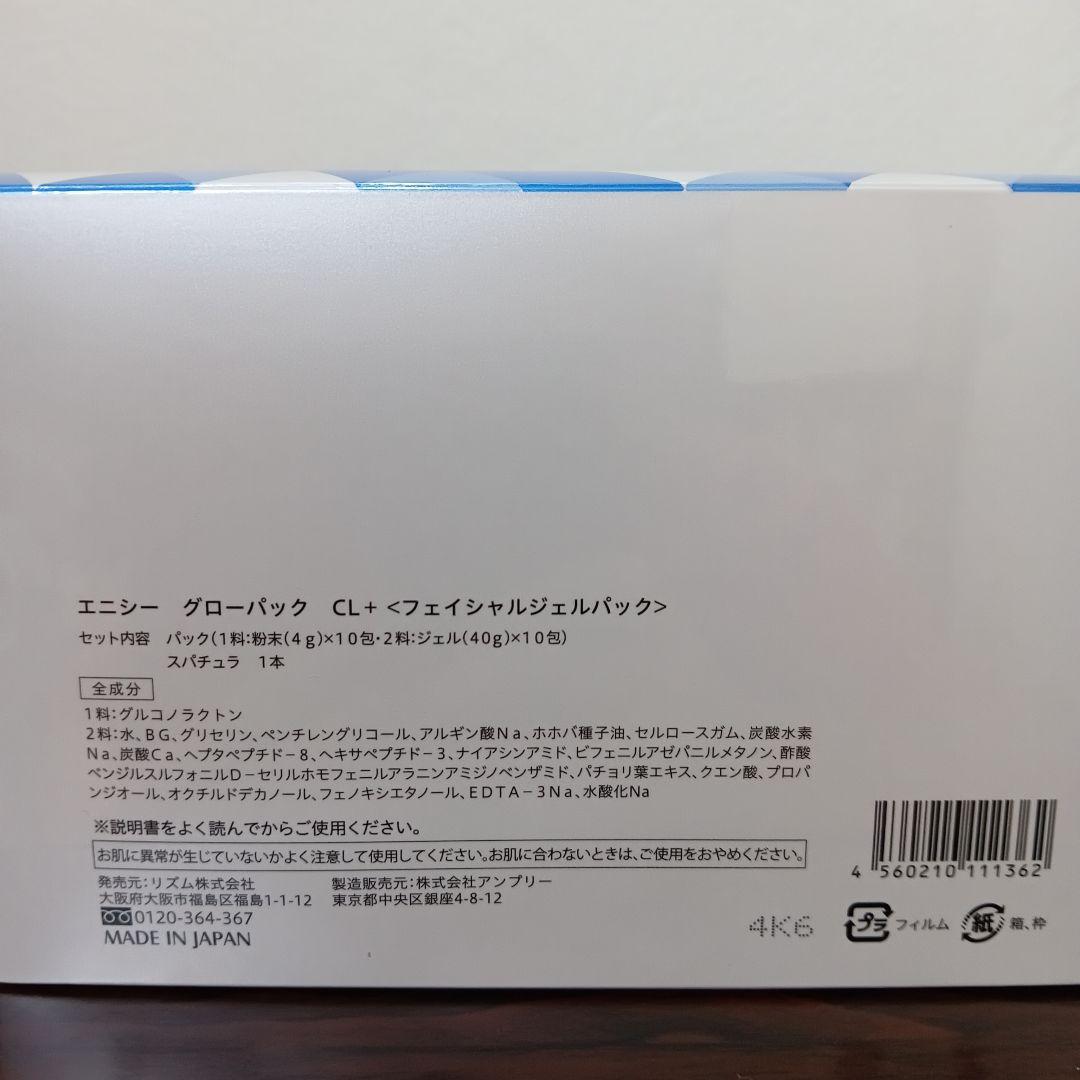 エニシー　グローパック　CL+ <フェイシャルジェルパック>
セット内容　パック(1料:粉末(4g)×10包・2料:ジェル(40g)×10包)
スパチュラ　1本
全成分
1料:グルコノラクトン
2料:水、BG、グリセリン、ペンチレングリコール、アルギン酸Na、ホホバ種子油、セルロースガム、炭酸水素
Na、炭酸Ca、ヘプタペプチド-8、ヘキサペプチド-3、ナイアシンアミド、ビフェニルアゼパニルメタノン、酢酸
ベンジルスルフォニルD-セリルホモフェニルアラニンアミジノベンザミド、パチョリ葉エキス、クエン酸、プロパ
ンジオール、オクチルドデカノール、フェノキシエタノール、EDTA-3Na、水酸化Na
※説明書をよく読んでからご使用ください。
お肌に異常が生じていないかよく注意して使用してください。お肌に合わないときは、ご使用をおやめください。
発売元:リズム株式会社　製造販売元:株式会社アンプリー
大阪府大阪市福島区福島1-1-12　東京都中央区銀座4-8-12
0120-364-367
MADE IN JAPAN
4K6
プラ フィルム 紙 箱、枠
4 560210 111362